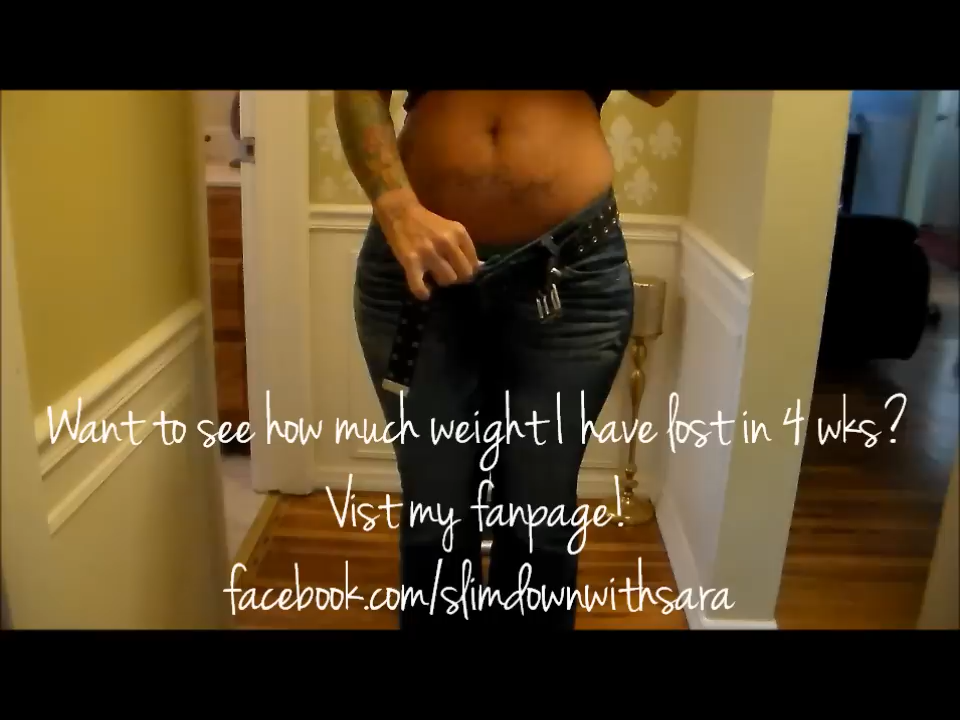 Want to see how much weight I have lost in 4 wks?
Vist my fanpage!
facebook.com/slimdownwithsara